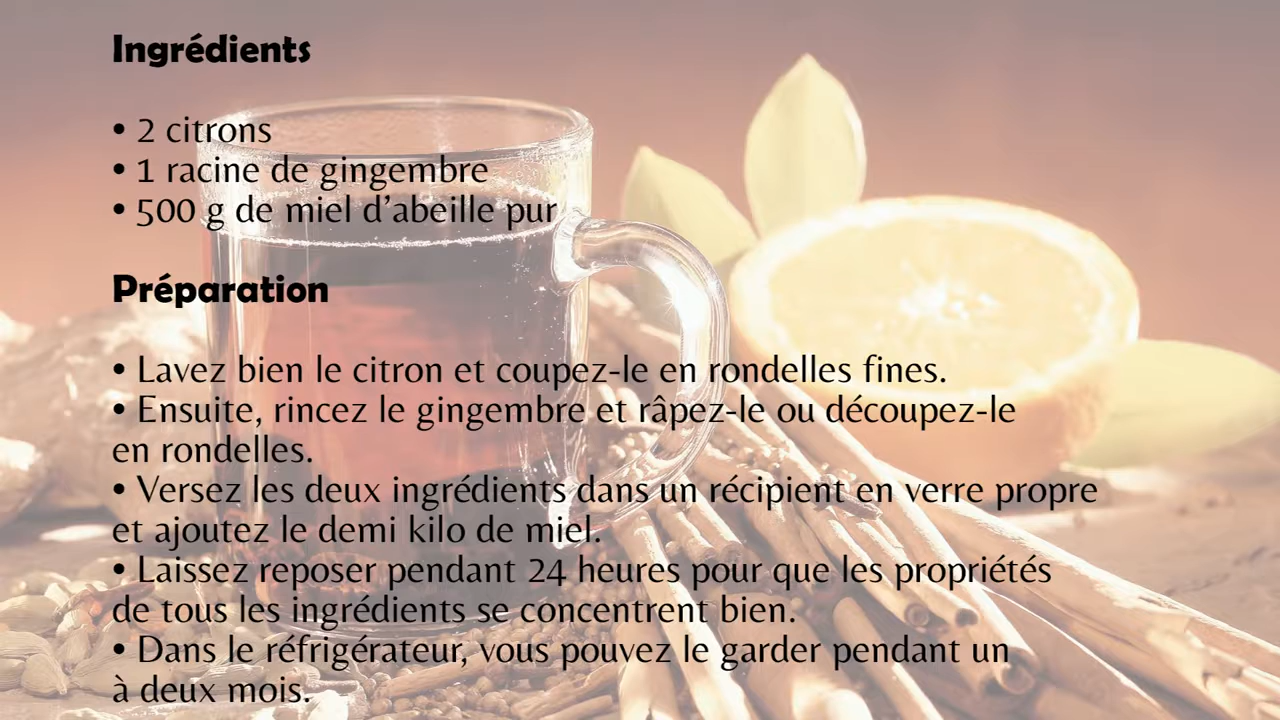 Ingrédients
• 2 citrons
• 1 racine de gingembre
• 500 g de miel d’abeille pur
Préparation
• Lavez bien le citron et coupez-le en rondelles fines.
• Ensuite, rincez le gingembre et râpez-le ou découpez-le
en rondelles.
• Versez les deux ingrédients dans un récipient en verre propre
et ajoutez le demi kilo de miel.
• Laissez reposer pendant 24 heures pour que les propriétés
de tous les ingrédients se concentrent bien.
• Dans le réfrigérateur, vous pouvez le garder pendant un
à deux mois.